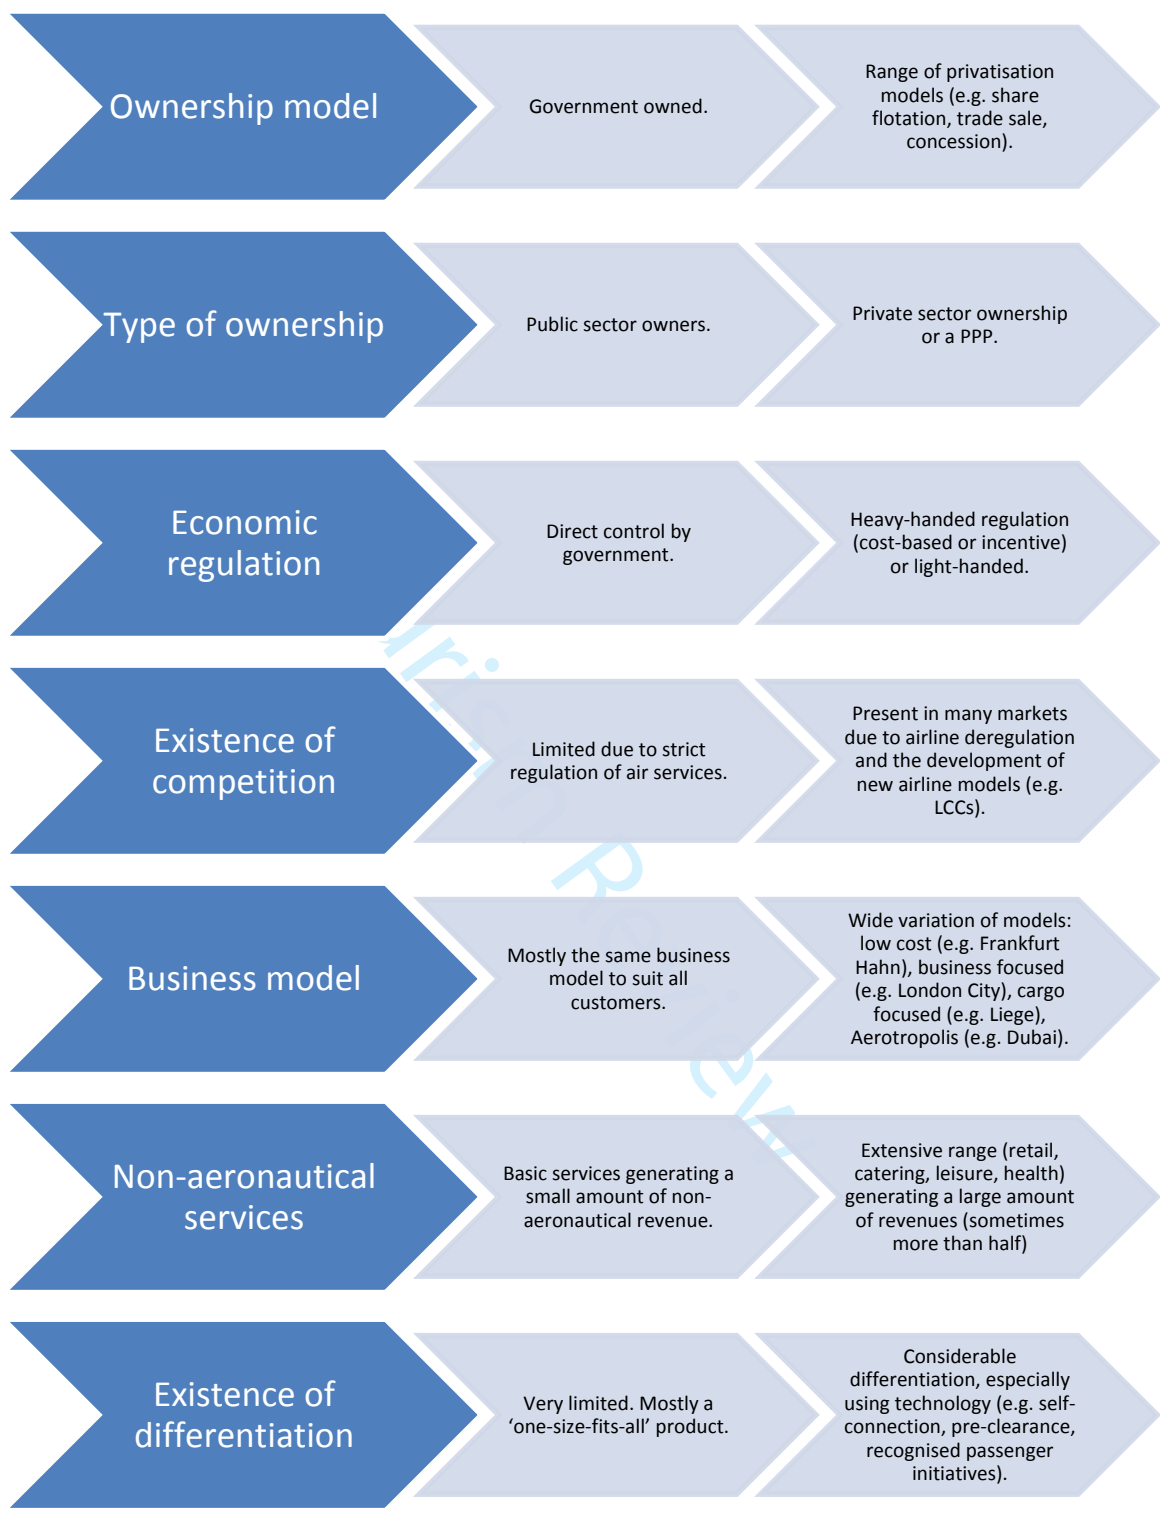 Ownership model
Government owned.
Range of privatisation
models (e.g. share
flotation, trade sale,
concession).
Type of ownership
Public sector owners.
Private sector ownership
or a PPP.
Economic
regulation
Direct control by
government.
Heavy-handed regulation
(cost-based or incentive)
or light-handed.
Existence of
competition
Limited due to strict
regulation of air services.
Present in many markets
due to airline deregulation
and the development of
new airline models (e.g.
LCCs).
Business model
Mostly the same business
model to suit all
customers.
Wide variation of models:
low cost (e.g. Frankfurt
Hahn), business focused
(e.g. London City), cargo
focused (e.g. Liege),
Aerotropolis (e.g. Dubai).
Non-aeronautical
services
Basic services generating a
small amount of non-
aeronautical revenue.
Extensive range (retail,
catering, leisure, health)
generating a large amount
of revenues (sometimes
more than half)
Existence of
differentiation
Very limited. Mostly a
‘one-size-fits-all’ product.
Considerable
differentiation, especially
using technology (e.g. self-
connection, pre-clearance,
recognised passenger
initiatives).
Review